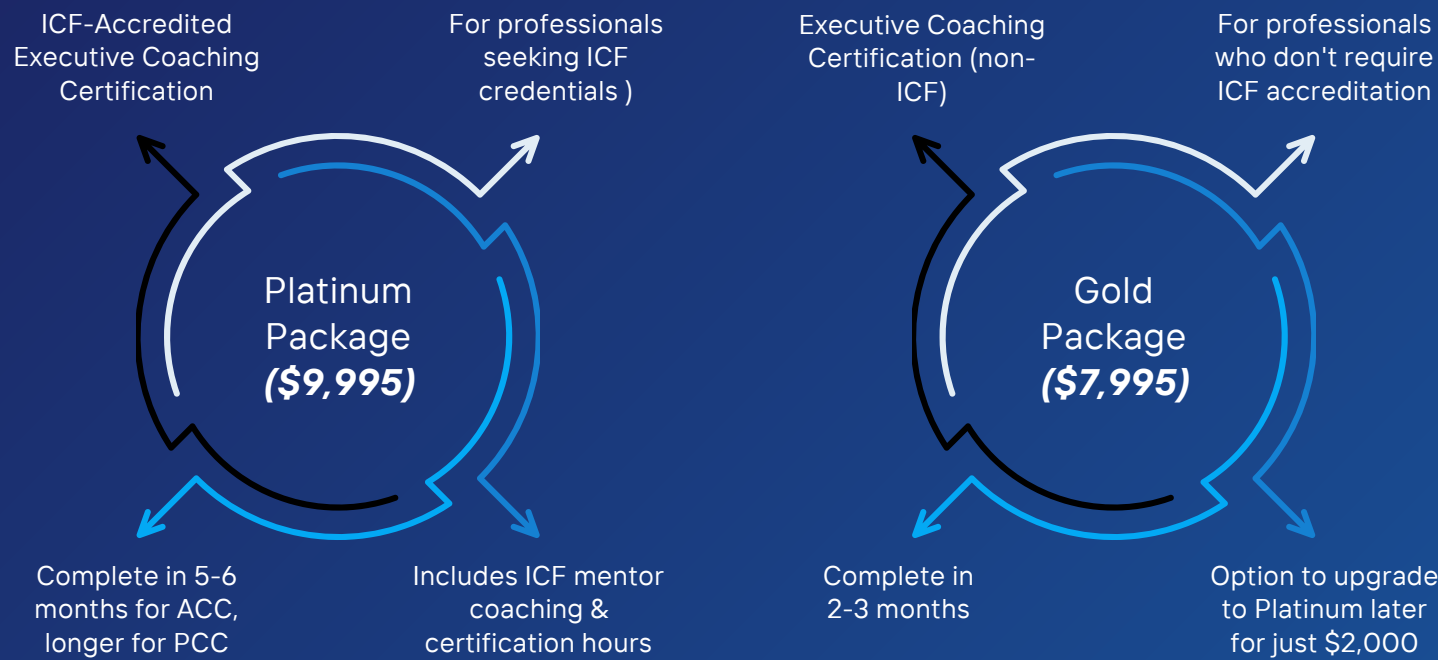 ICF-Accredited
Executive Coaching
Certification
For professionals
seeking ICF
credentials )
Platinum
Package
($9,995)
Complete in 5-6
months for ACC,
longer for PCC
Includes ICF mentor
coaching &
certification hours
Executive Coaching
Certification (non-
ICF)
For professionals
who don't require
ICF accreditation
Gold
Package
($7,995)
Complete in
2-3 months
Option to upgrade
to Platinum later
for just $2,000